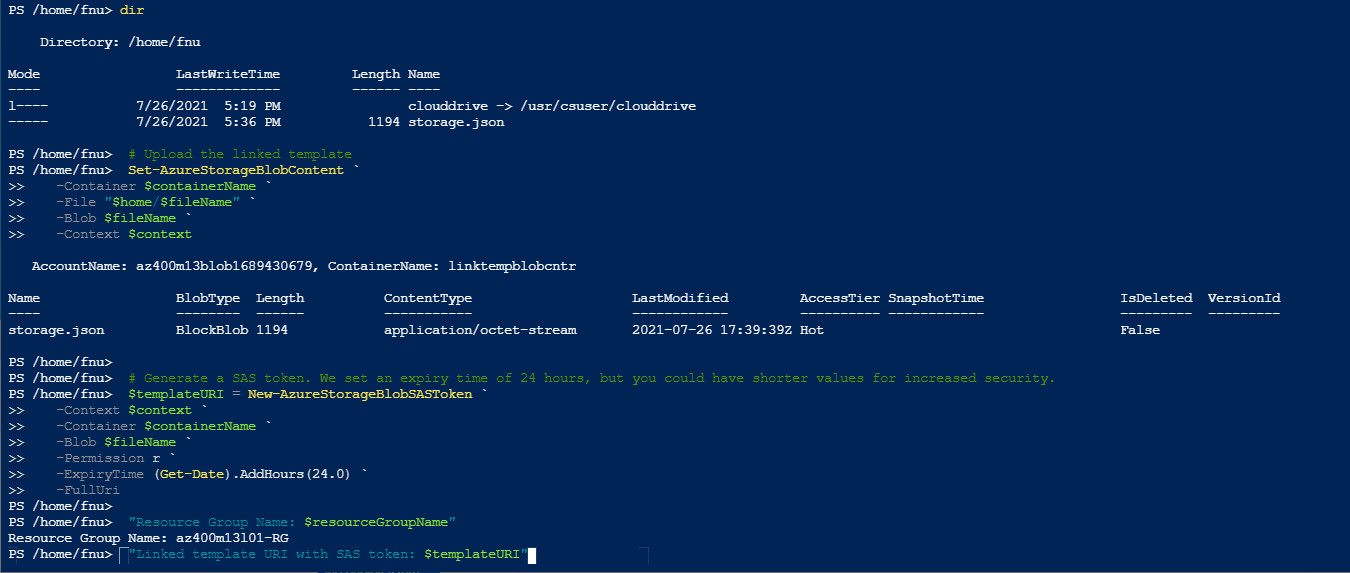 PS /home/fnu> dir
Directory: /home/fnu
Mode LastWriteTime Length Name
---- ------------- ------ ----
l---- 7/26/2021 5:19 PM clouddrive -> /usr/csuser/clouddrive
----- 7/26/2021 5:36 PM 1194 storage.json
PS /home/fnu> # Upload the linked template
PS /home/fnu> Set-AzureStorageBlobContent `
>> -Container $containerName `
>> -File "$home/$fileName" `
>> -Blob $fileName `
>> -Context $context
AccountName: az400m13blob1689430679, ContainerName: linktempblobcntr
Name BlobType Length ContentType LastModified AccessTier SnapshotTime IsDeleted VersionId
---- -------- ------ ----------- ------------ ---------- ------------ --------- ---------
storage.json BlockBlob 1194 application/octet-stream 2021-07-26 17:39:39Z Hot False
PS /home/fnu>
PS /home/fnu> # Generate a SAS token. We set an expiry time of 24 hours, but you could have shorter values for increased security.
PS /home/fnu> $templateURI = New-AzureStorageBlobSASToken `
>> -Context $context `
>> -Container $containerName `
>> -Blob $fileName `
>> -Permission r `
>> -ExpiryTime (Get-Date).AddHours(24.0) `
>> -FullUri
PS /home/fnu>
PS /home/fnu> "Resource Group Name: $resourceGroupName"
Resource Group Name: az400m13l01-RG
PS /home/fnu> "Linked template URI with SAS token: $templateURI"